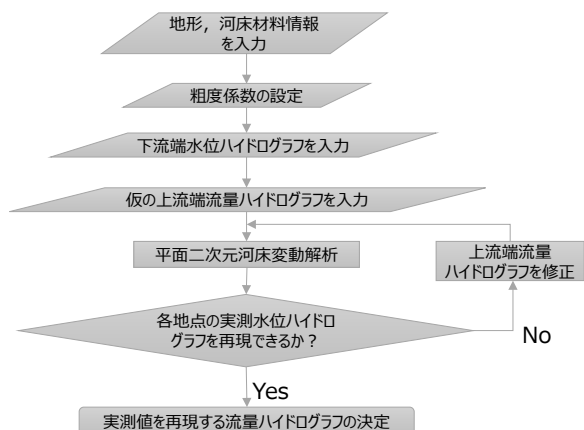 地形，河床材料情報
を入力
粗度係数の設定
下流端水位ハイドログラフを入力
仮の上流端流量ハイドログラフを入力
平面二次元河床変動解析
上流端流量
ハイドログラフを修正
各地点の実測水位ハイドロ
グラフを再現できるか？
No
Yes
実測値を再現する流量ハイドログラフの決定